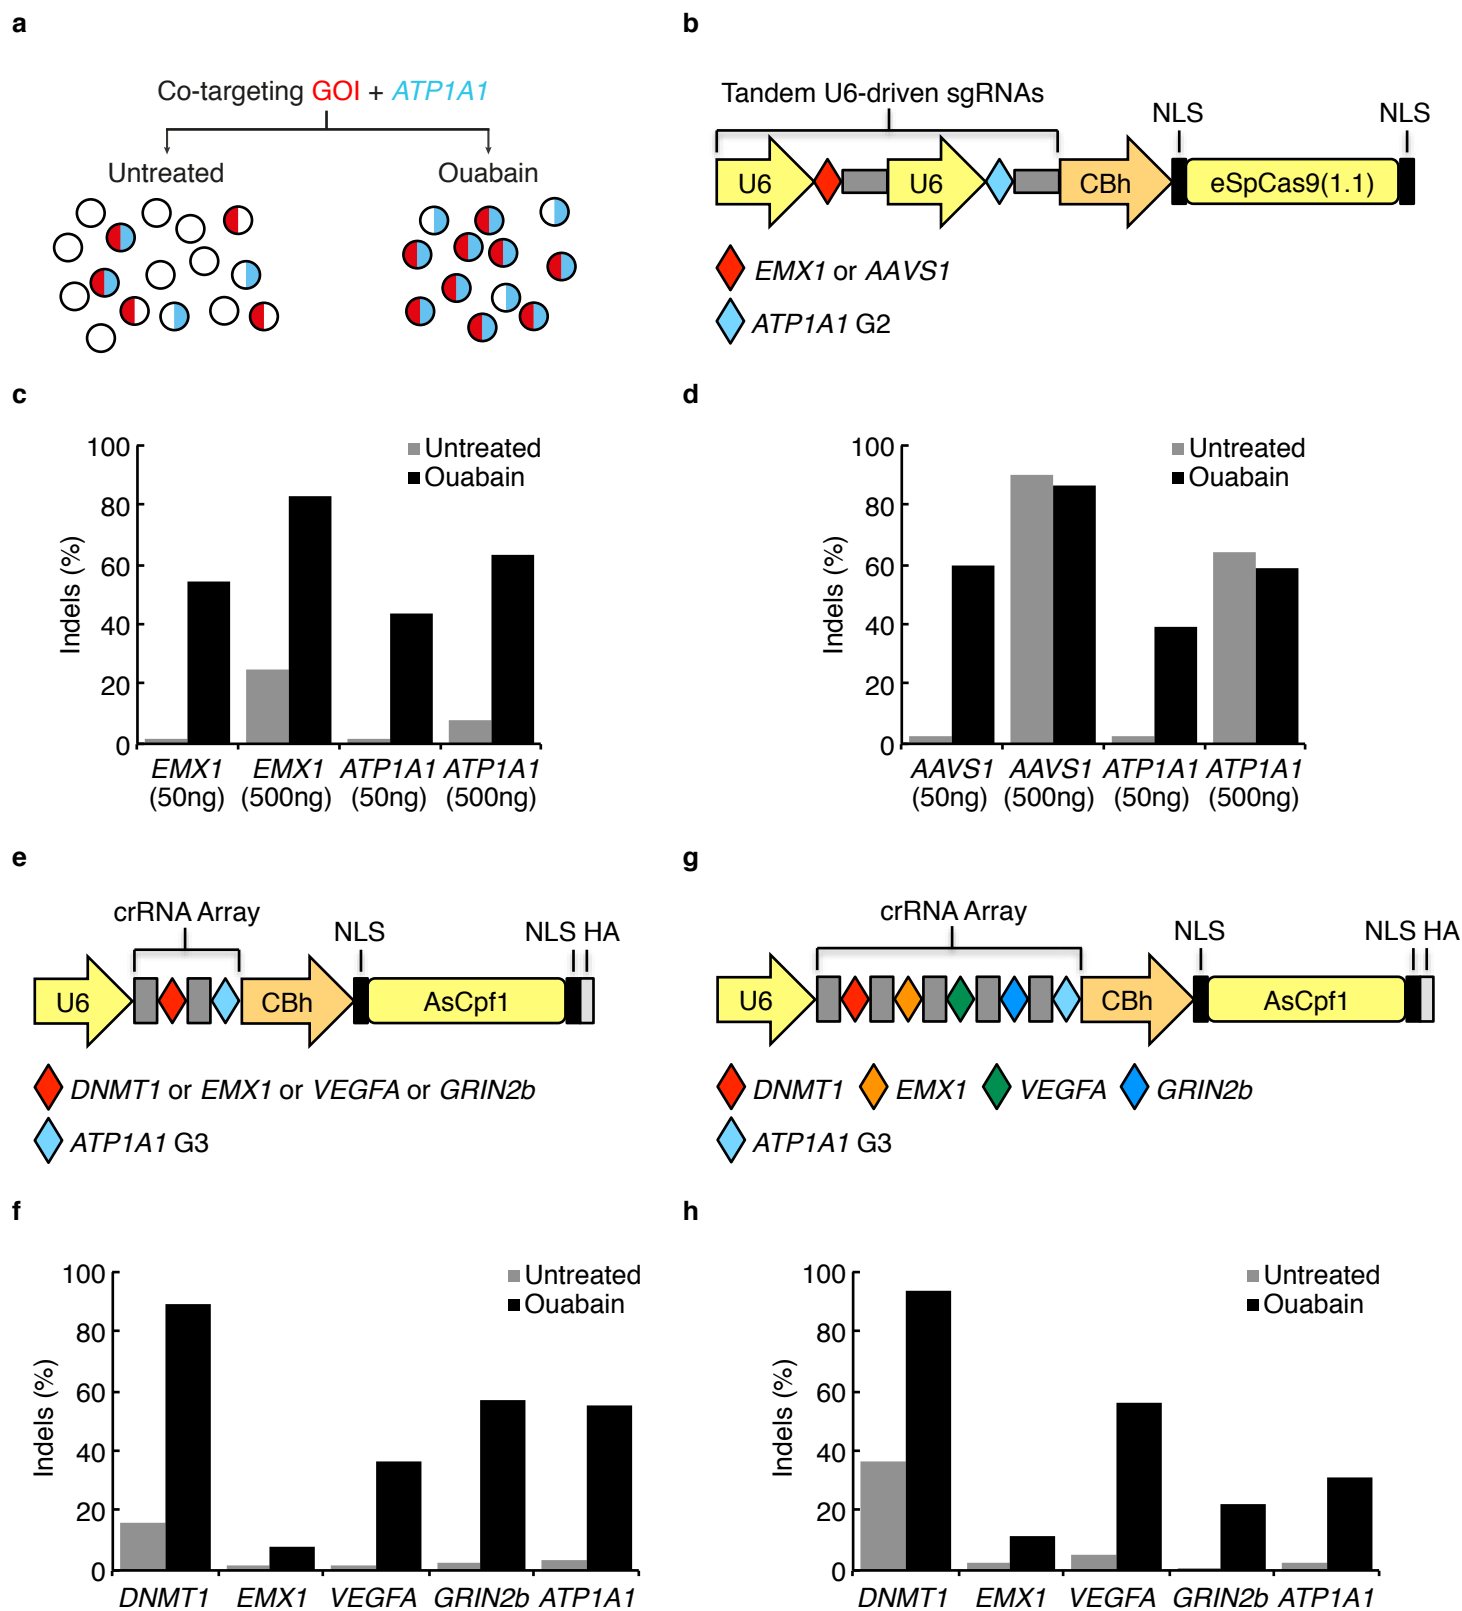 a
Co-targeting GOI + ATP1A1
Untreated
Ouabain
b
Tandem U6-driven sgRNAs
NLS
NLS
U6
U6
CBh
eSpCas9(1.1)
EMX1 or AAVS1
ATP1A1 G2
c
Untreated
Ouabain
Indels (%)
100
80
60
40
20
0
EMX1 EMX1 ATP1A1 ATP1A1
(50ng) (500ng) (50ng) (500ng)
d
Untreated
Ouabain
Indels (%)
100
80
60
40
20
0
AAVS1 AAVS1 ATP1A1 ATP1A1
(50ng) (500ng) (50ng) (500ng)
e
crRNA Array
NLS
NLS HA
U6
CBh
AsCpf1
DNMT1 or EMX1 or VEGFA or GRIN2b
ATP1A1 G3
g
crRNA Array
NLS
NLS HA
U6
CBh
AsCpf1
DNMT1 EMX1 VEGFA GRIN2b
ATP1A1 G3
f
Untreated
Ouabain
Indels (%)
100
80
60
40
20
0
DNMT1 EMX1 VEGFA GRIN2b ATP1A1
h
Untreated
Ouabain
Indels (%)
100
80
60
40
20
0
DNMT1 EMX1 VEGFA GRIN2b ATP1A1